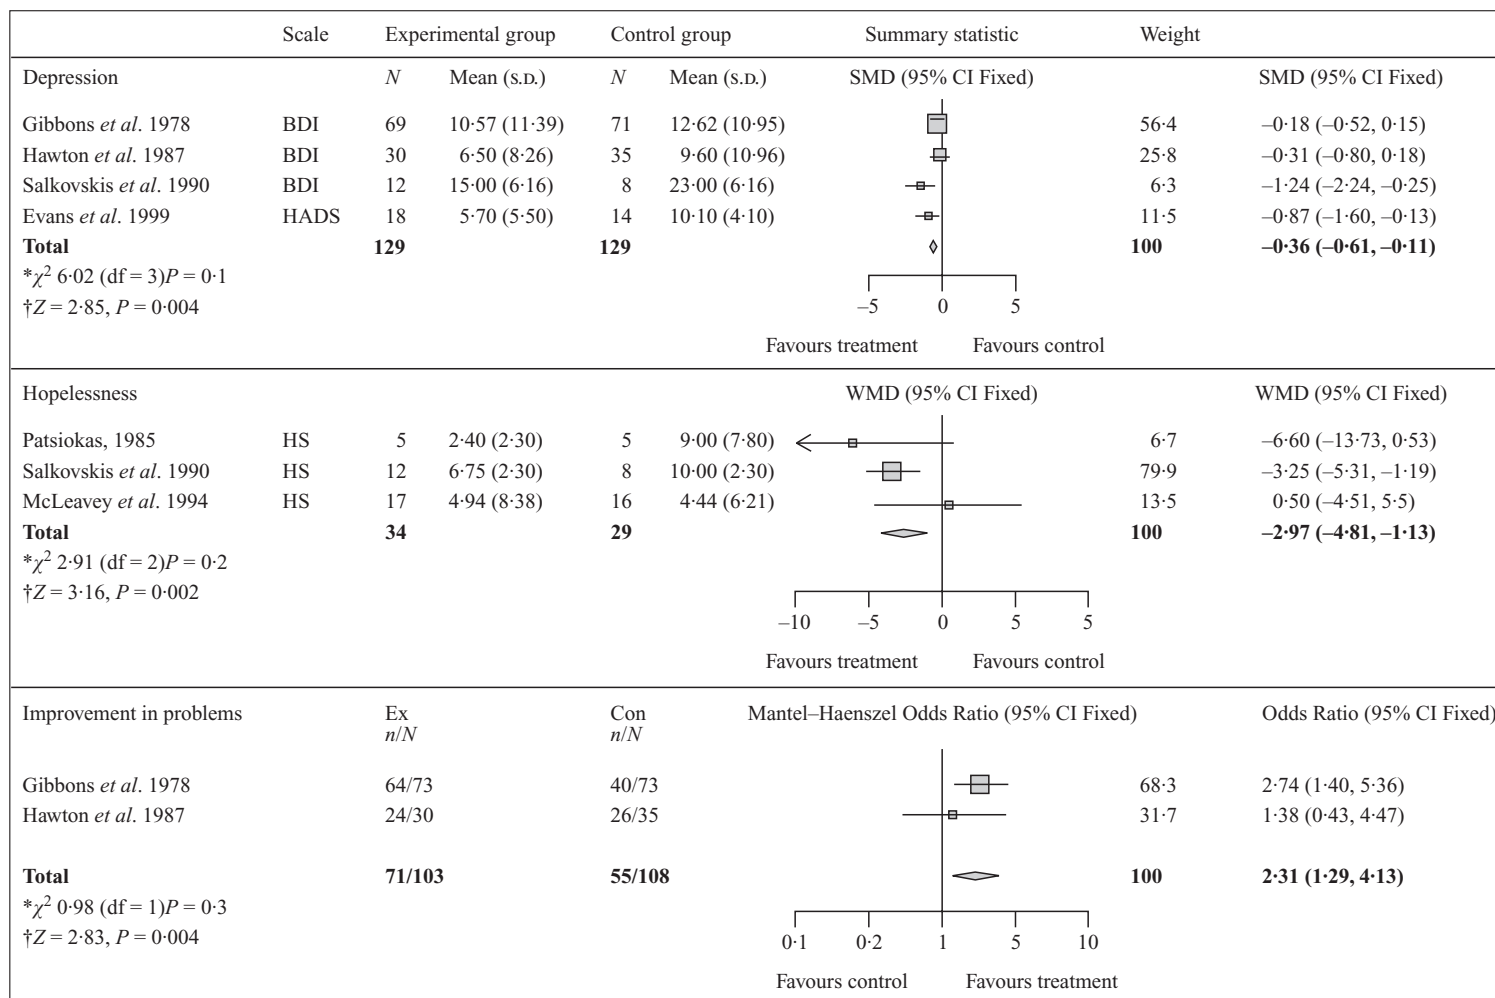 Scale Experimental group Control group Summary statistic Weight
Depression N Mean (S.D.) N Mean (S.D.) SMD (95% CI Fixed) SMD (95% CI Fixed)
Gibbons et al. 1978 BDI 69 10·57 (11·39) 71 12·62 (10·95) 56·4 –0·18 (–0·52, 0·15)
Hawton et al. 1987 BDI 30 6·50 (8·26) 35 9·60 (10·96) 25·8 –0·31 (–0·80, 0·18)
Salkovskis et al. 1990 BDI 12 15·00 (6·16) 8 23·00 (6·16) 6·3 –1·24 (–2·24, –0·25)
Evans et al. 1999 HADS 18 5·70 (5·50) 14 10·10 (4·10) 11·5 –0·87 (–1·60, –0·13)
Total 129 129 100 –0·36 (–0·61, –0·11)
*χ² 6·02 (df = 3)P = 0·1
†Z = 2·85, P = 0·004
–5 0 5
Favours treatment Favours control
Hopelessness WMD (95% CI Fixed) WMD (95% CI Fixed)
Patsiokas, 1985 HS 5 2·40 (2·30) 5 9·00 (7·80) 6·7 –6·60 (–13·73, 0·53)
Salkovskis et al. 1990 HS 12 6·75 (2·30) 8 10·00 (2·30) 79·9 –3·25 (–5·31, –1·19)
McLeavey et al. 1994 HS 17 4·94 (8·38) 16 4·44 (6·21) 13·5 0·50 (–4·51, 5·5)
Total 34 29 100 –2·97 (–4·81, –1·13)
*χ² 2·91 (df = 2)P = 0·2
†Z = 3·16, P = 0·002
–10 –5 0 5 5
Favours treatment Favours control
Improvement in problems Ex Con Mantel–Haenszel Odds Ratio (95% CI Fixed) Odds Ratio (95% CI Fixed)
n/N n/N
Gibbons et al. 1978 64/73 40/73 68·3 2·74 (1·40, 5·36)
Hawton et al. 1987 24/30 26/35 31·7 1·38 (0·43, 4·47)
Total 71/103 55/108 100 2·31 (1·29, 4·13)
*χ² 0·98 (df = 1)P = 0·3
†Z = 2·83, P = 0·004
0·1 0·2 1 5 10
Favours control Favours treatment